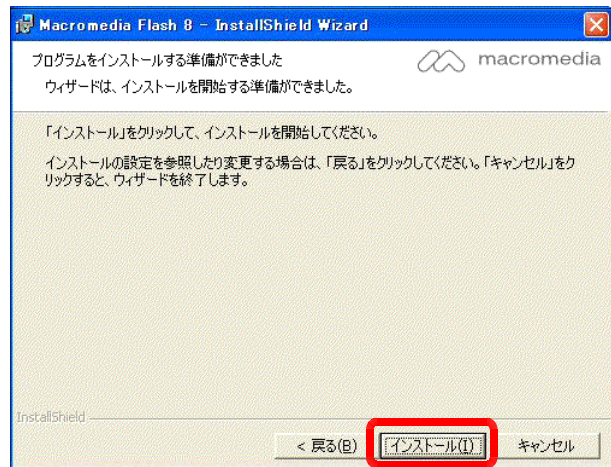 Macromedia Flash 8 - InstallShield Wizard
プログラムをインストールする準備ができました
macromedia
ウィザードは、インストールを開始する準備ができました。
「インストール」をクリックして、インストールを開始してください。
インストールの設定を参照したり変更する場合は、「戻る」をクリックしてください。「キャンセル」をク
リックすると、ウィザードを終了します。
InstallShield
< 戻る(B)
インストール(I)
キャンセル